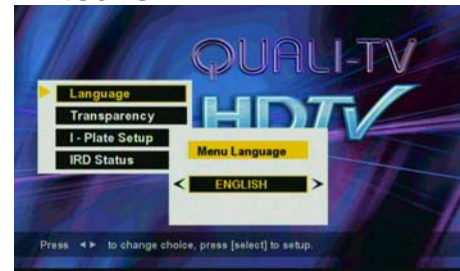 QUALI-TV
HDTV
Language
Transparency
I - Plate Setup
IRD Status
Menu Language
ENGLISH
Press ◄ ► to change choice, press [select] to setup.